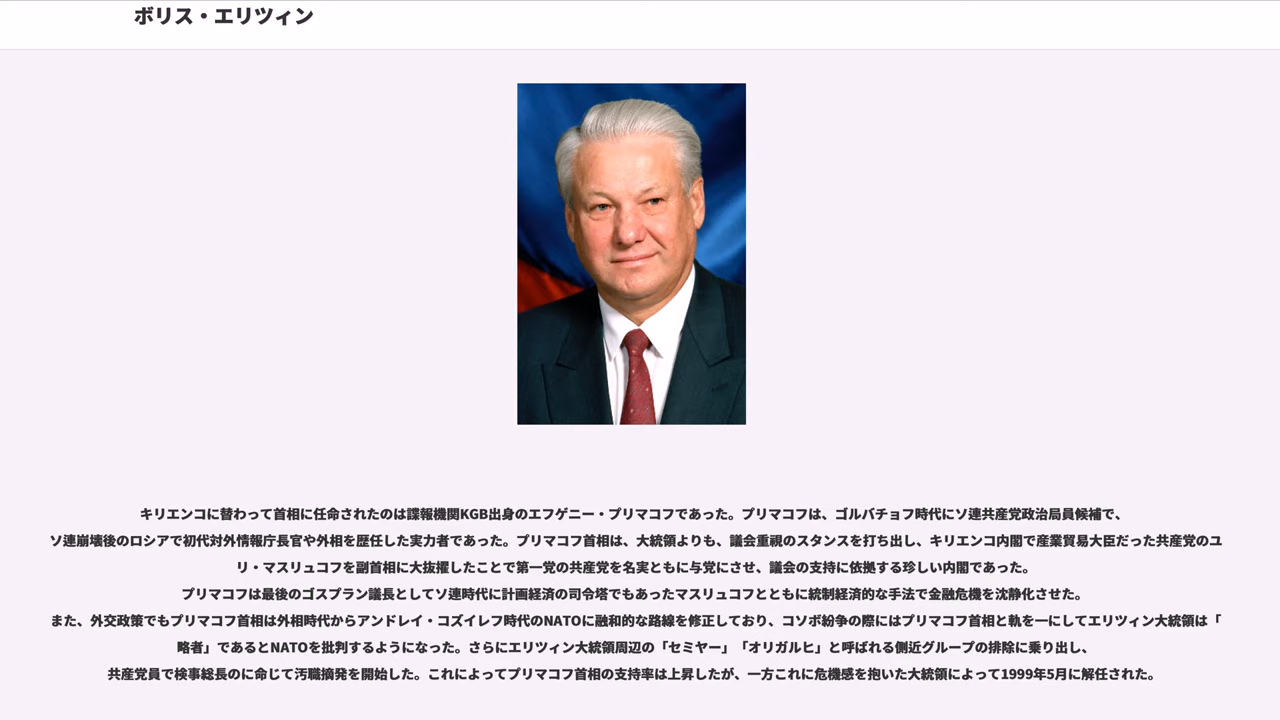 ボリス・エリツィン
キリエンコに替わって首相に任命されたのは諜報機関KGB出身のエフゲニー・プリマコフであった。プリマコフは、ゴルバチョフ時代にソ連共産党政治局員候補で、
ソ連崩壊後のロシアで初代対外情報庁長官や外相を歴任した実力者であった。プリマコフ首相は、大統領よりも、議会重視のスタンスを打ち出し、キリエンコ内閣で産業貿易大臣だった共産党のユ
リ・マスリュコフを副首相に大抜擢したことで第一党の共産党を名実ともに与党にさせ、議会の支持に依拠する珍しい内閣であった。
プリマコフは最後のゴスプラン議長としてソ連時代に計画経済の司令塔でもあったマスリュコフとともに統制経済的な手法で金融危機を沈静化させた。
また、外交政策でもプリマコフ首相は外相時代からアンドレイ・コズイレフ時代のNATOに融和的な路線を修正しており、コソボ紛争の際にはプリマコフ首相と軌を一にしてエリツィン大統領は「
略者」であるとNATOを批判するようになった。さらにエリツィン大統領周辺の「セミヤー」「オリガルヒ」と呼ばれる側近グループの排除に乗り出し、
共産党員で検事総長のに命じて汚職摘発を開始した。これによってプリマコフ首相の支持率は上昇したが、一方これに危機感を抱いた大統領によって1999年5月に解任された。